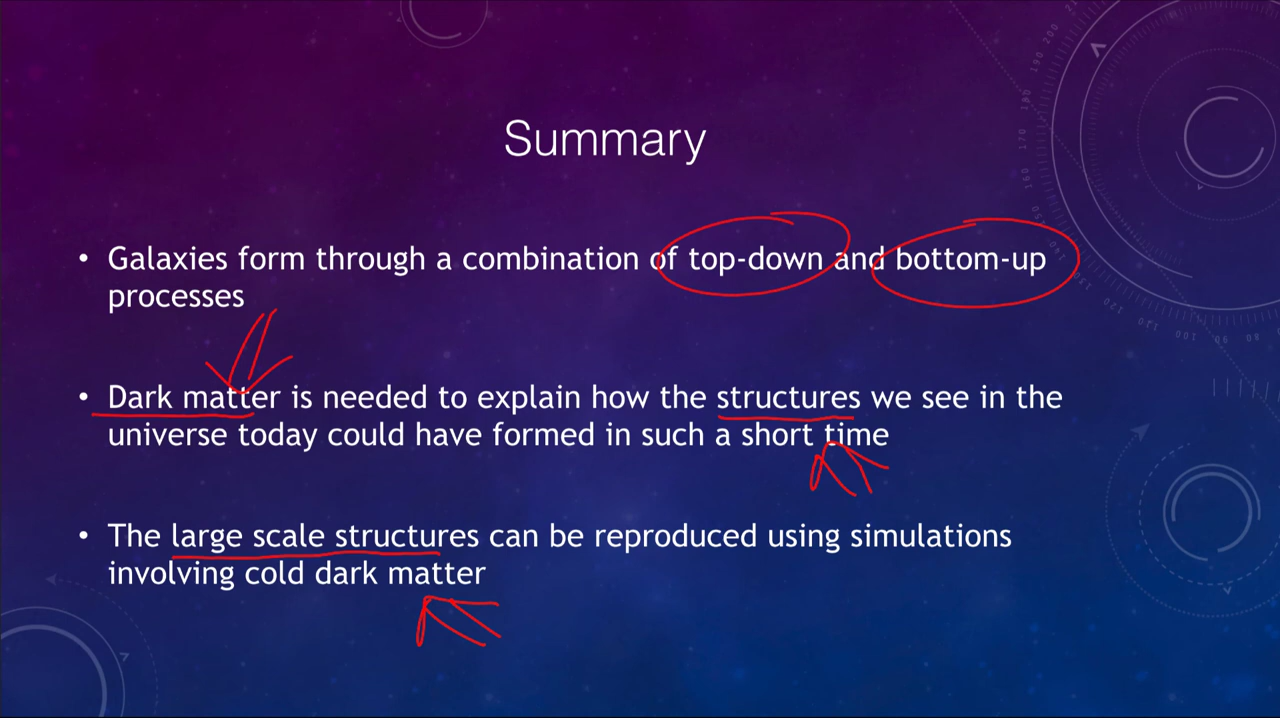 Summary
• Galaxies form through a combination of top-down and bottom-up
processes
• Dark matter is needed to explain how the structures we see in the
universe today could have formed in such a short time
• The large scale structures can be reproduced using simulations
involving cold dark matter